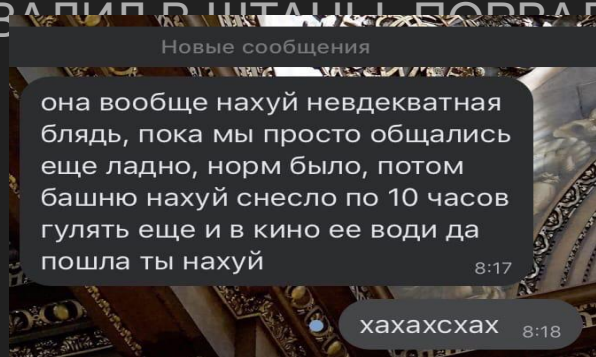 Новые сообщения
она вообще нахуй невдекватная
блядь, пока мы просто общались
еще ладно, норм было, потом
башню нахуй снесло по 10 часов
гулять еще и в кино ее води да
пошла ты нахуй
8:17
хахахсхах 8:18